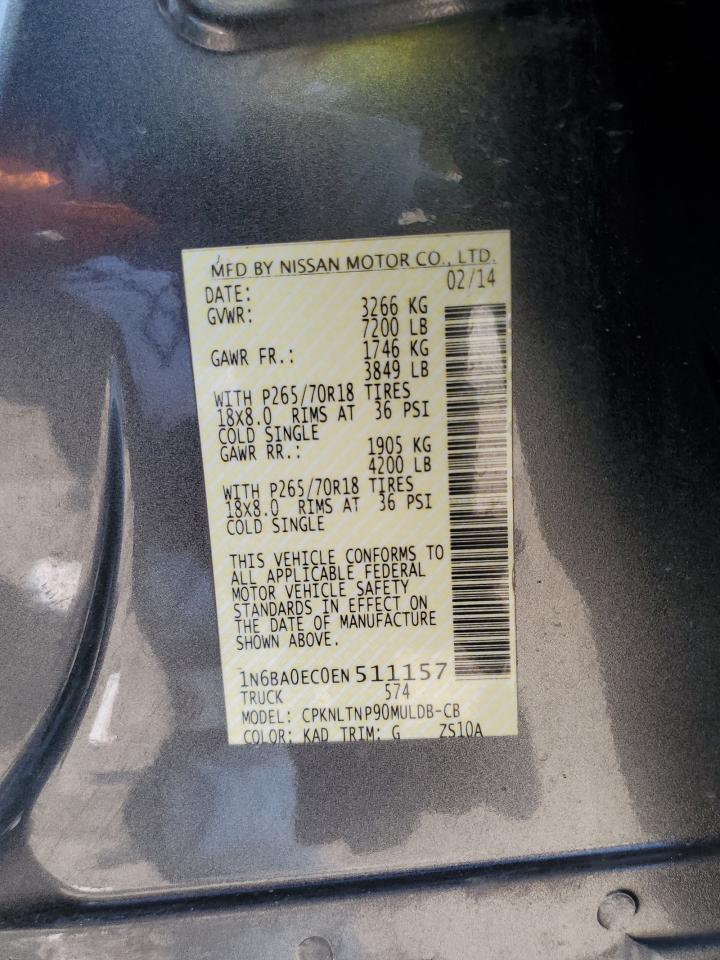 MFD BY NISSAN MOTOR CO., LTD.
DATE: 02/14
GVWR: 3266 KG
7200 LB
GAWR FR.: 1746 KG
3849 LB
WITH P265/70R18 TIRES
18X8.0 RIMS AT 36 PSI
COLD SINGLE
GAWR RR.: 1905 KG
4200 LB
WITH P265/70R18 TIRES
18X8.0 RIMS AT 36 PSI
COLD SINGLE
THIS VEHICLE CONFORMS TO
ALL APPLICABLE FEDERAL
MOTOR VEHICLE SAFETY
STANDARDS IN EFFECT ON
THE DATE OF MANUFACTURE
SHOWN ABOVE.
1N6BA0EC0EN 511157
TRUCK 574
MODEL: CPKNLTNP90MULDB-CB
COLOR: KAD TRIM: G ZS10A